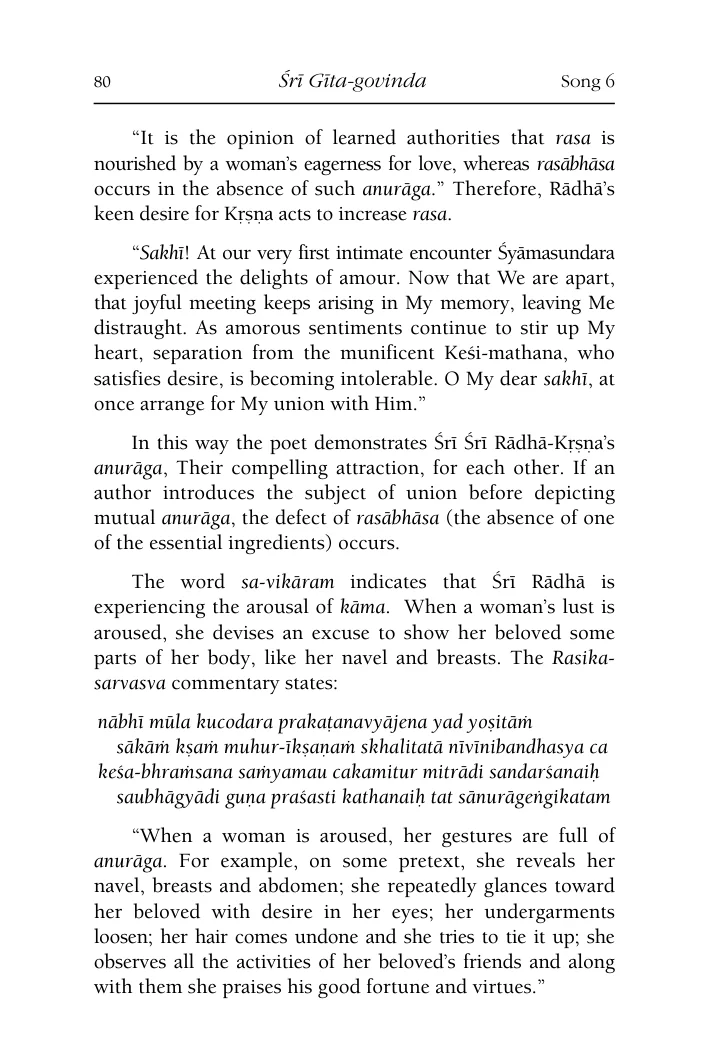 80 Śrī Gīta-govinda Song 6
“It is the opinion of learned authorities that rasa is
nourished by a woman’s eagerness for love, whereas rasābhāsa
occurs in the absence of such anurāga.” Therefore, Rādhā’s
keen desire for Kṛṣṇa acts to increase rasa.
“Sakhī! At our very first intimate encounter Śyāmasundara
experienced the delights of amour. Now that We are apart,
that joyful meeting keeps arising in My memory, leaving Me
distraught. As amorous sentiments continue to stir up My
heart, separation from the munificent Keśi-mathana, who
satisfies desire, is becoming intolerable. O My dear sakhī, at
once arrange for My union with Him.”
In this way the poet demonstrates Śrī Śrī Rādhā-Kṛṣṇa’s
anurāga, Their compelling attraction, for each other. If an
author introduces the subject of union before depicting
mutual anurāga, the defect of rasābhāsa (the absence of one
of the essential ingredients) occurs.
The word sa-vikāram indicates that Śrī Rādhā is
experiencing the arousal of kāma. When a woman’s lust is
aroused, she devises an excuse to show her beloved some
parts of her body, like her navel and breasts. The Rasika-
sarvasva commentary states:
nābhī mūla kucodara prakaṭanavyājena yad yoṣitāṁ
sākāṁ kṣaṁ muhur-īkṣaṇaṁ skhalitatā nīvīnibandhasya ca
keśa-bhraṁsana saṁyamau cakamitur mitrādi sandarśanaiḥ
saubhāgyādi guṇa praśasti kathanaiḥ tat sānurāgeṅgikatam
“When a woman is aroused, her gestures are full of
anurāga. For example, on some pretext, she reveals her
navel, breasts and abdomen; she repeatedly glances toward
her beloved with desire in her eyes; her undergarments
loosen; her hair comes undone and she tries to tie it up; she
observes all the activities of her beloved’s friends and along
with them she praises his good fortune and virtues.”